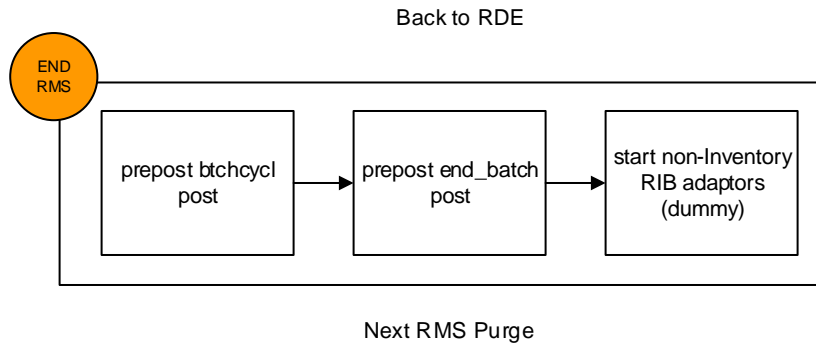 Back to RDE
END
RMS
prepost btchcycl
post
prepost end_batch
post
start non-Inventory
RIB adaptors
(dummy)
Next RMS Purge